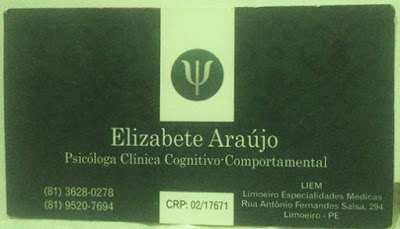 Ψ
Elizabete Araújo
Psicóloga Clínica Cognitivo-Comportamental
(81) 3628-0278
(81) 9520-7694
CRP: 02/17671
LIEM
Limoeiro Especialidades Médicas
Rua Antônio Fernandes Salsa, 294
Limoeiro - PE